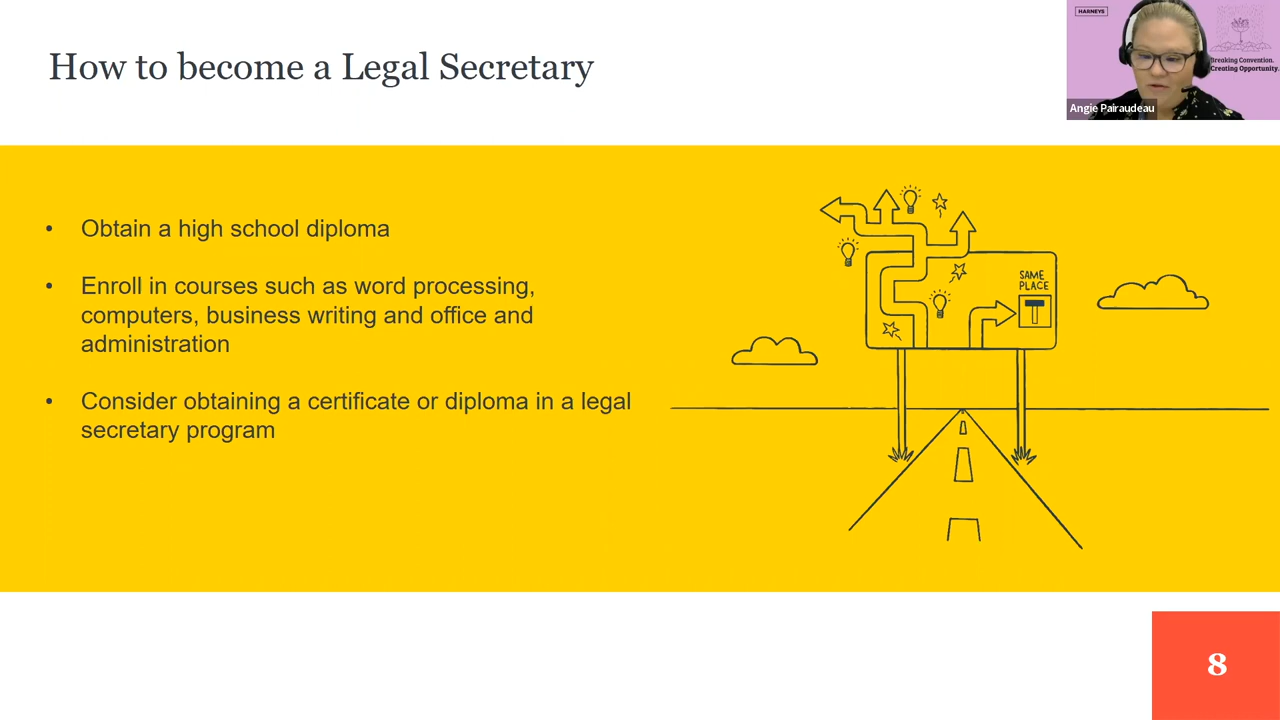 How to become a Legal Secretary
HARNEYS
Breaking Convention.
Creating Opportunity.
Angie Pairaudeau
• Obtain a high school diploma
• Enroll in courses such as word processing,
computers, business writing and office and
administration
• Consider obtaining a certificate or diploma in a legal
secretary program
SAME
PLACE
8